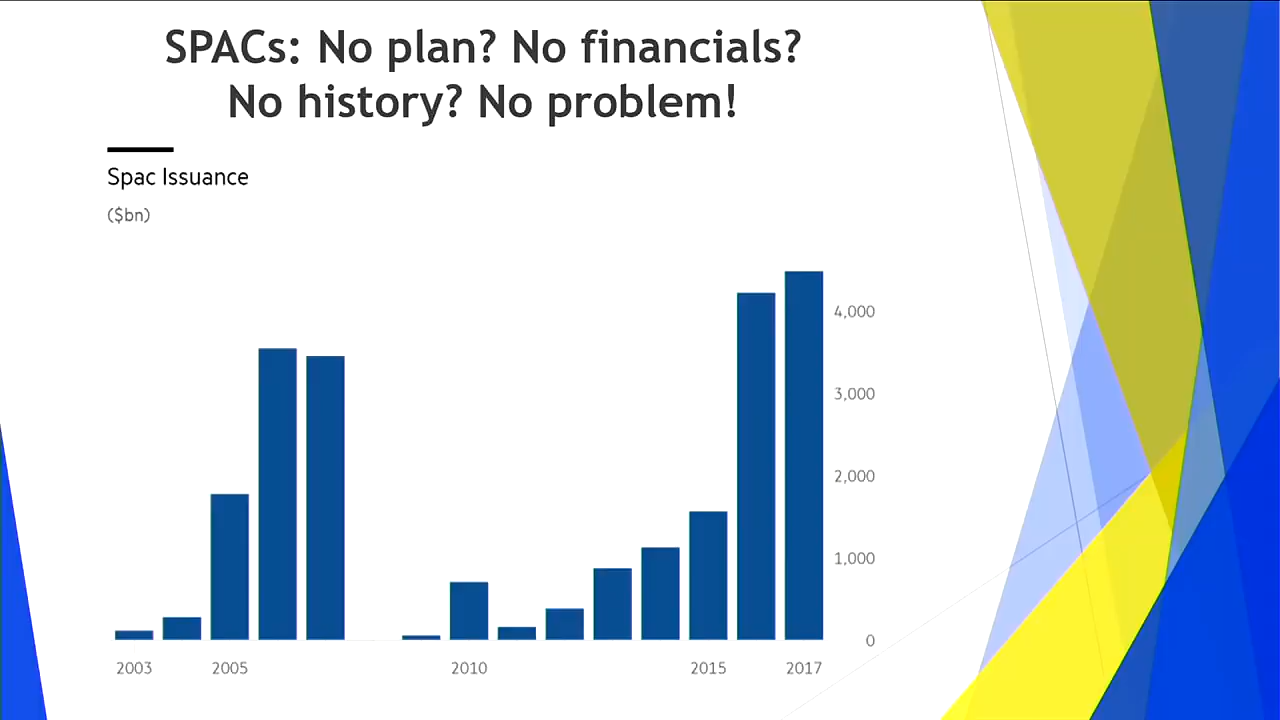 SPACs: No plan? No financials?
No history? No problem!
Spac Issuance
($bn)
4,000
3,000
2,000
1,000
0
2003 2005 2010 2015 2017